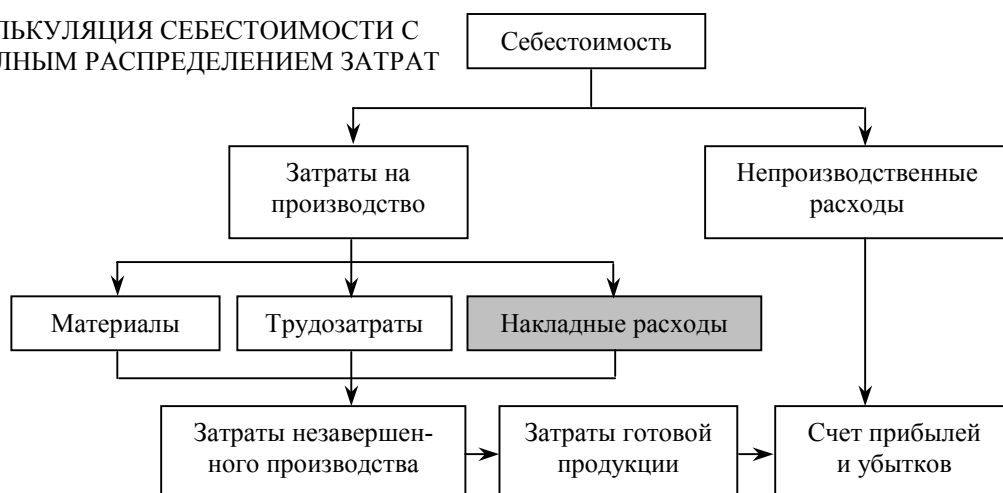 ЛЬКУЛЯЦИЯ СЕБЕСТОИМОСТИ С
ЛНЫМ РАСПРЕДЕЛЕНИЕМ ЗАТРАТ
Себестоимость
Затраты на
производство
Непроизводственные
расходы
Материалы
Трудозатраты
Накладные расходы
Затраты незавершен-
ного производства
Затраты готовой
продукции
Счет прибылей
и убытков